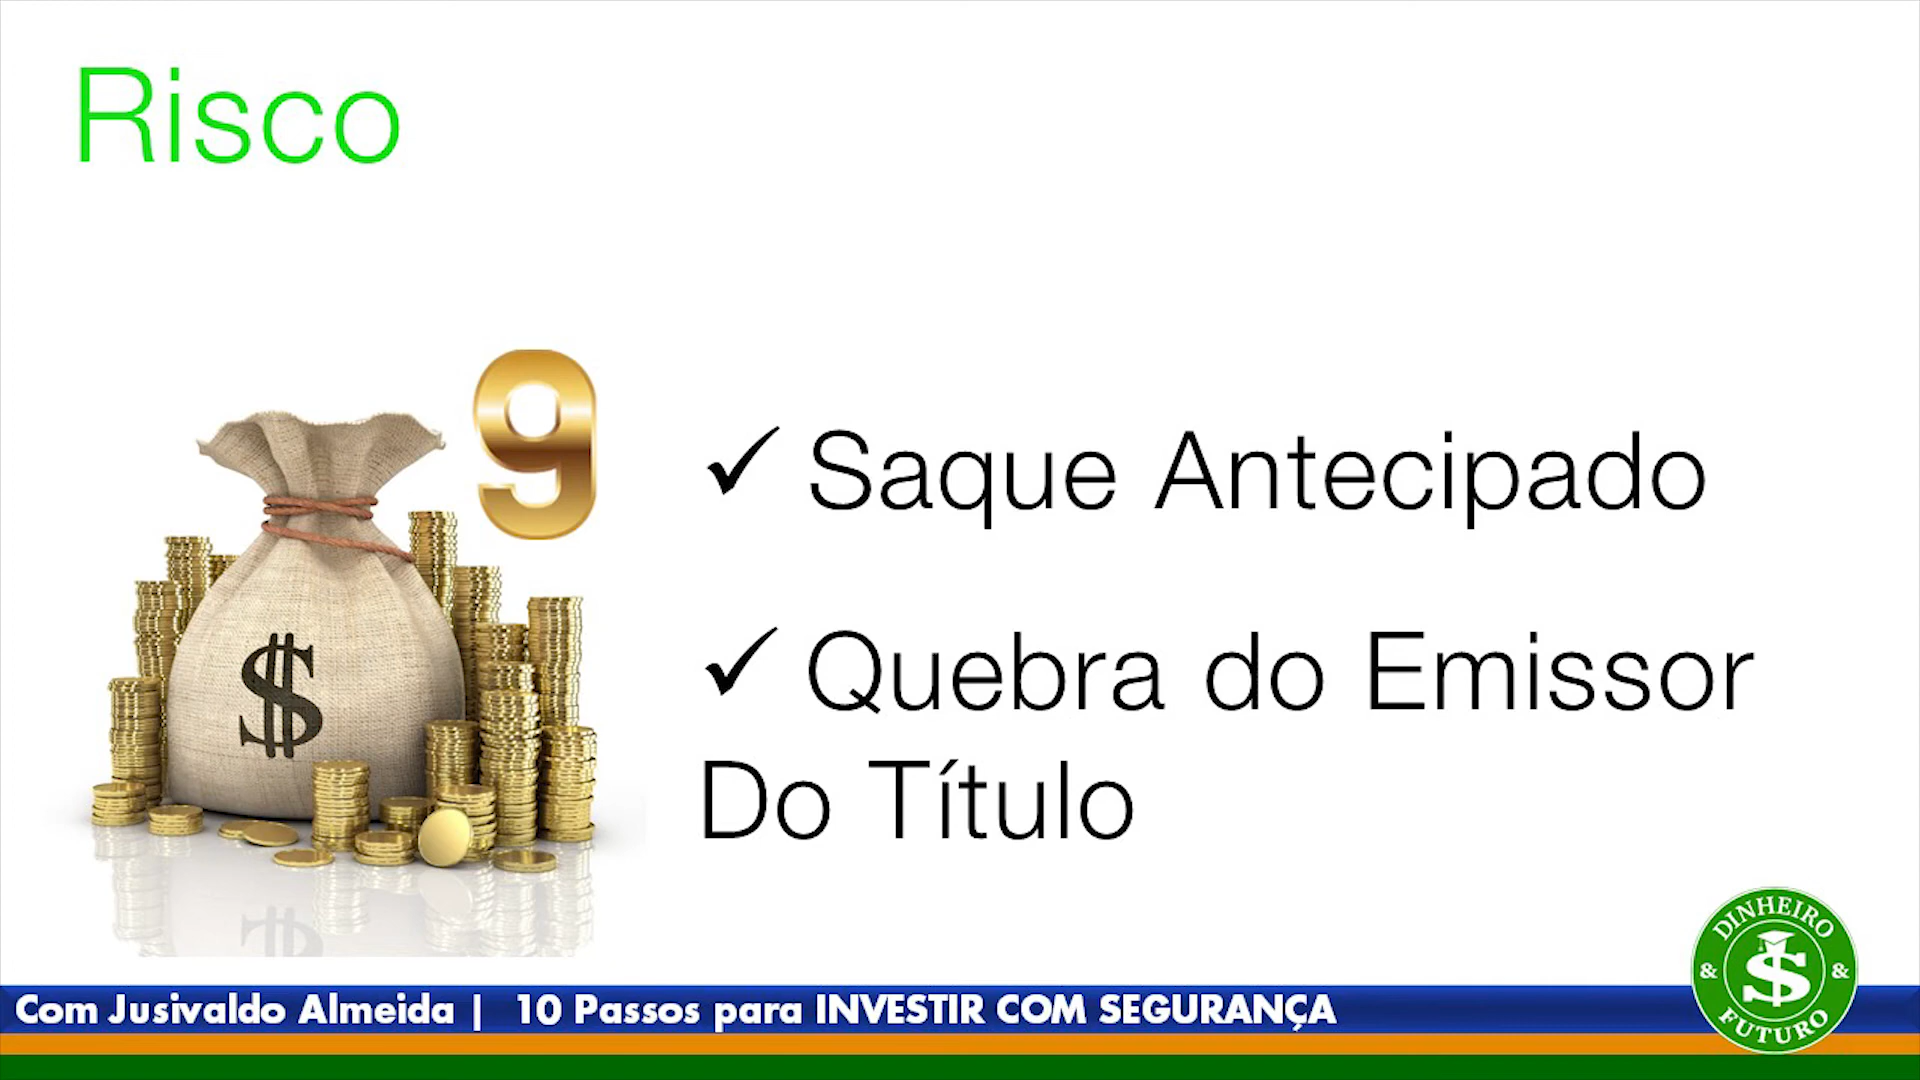 Risco
9
✓ Saque Antecipado
✓ Quebra do Emissor
Do Título
$
DINHEIRO
& $ &
FUTURO
Com Jusivaldo Almeida | 10 Passos para INVESTIR COM SEGURANÇA